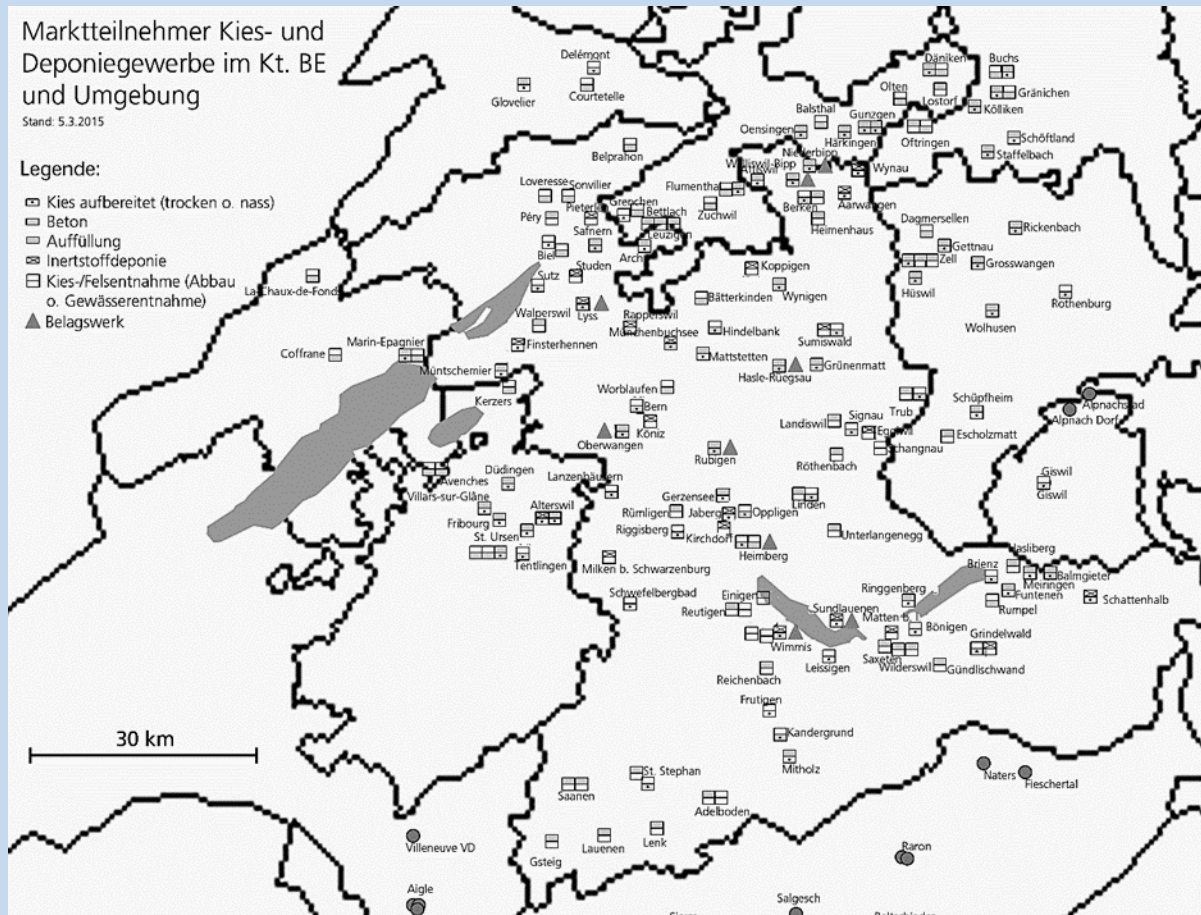 Marktteilnehmer Kies- und
Deponiegewerbe im Kt. BE
und Umgebung
Stand: 5.3.2015
Legende:
Kies aufbereitet (trocken o. nass)
Beton
Auffüllung
Inertstoffdeponie
Kies-/Felsentnahme (Abbau
o. Gewässerentnahme)
Belagswerk
30 km
Delémont
Glovelier
Courtetelle
Belprahon
Däniken
Buchs
Olten
Lostorf
Gränichen
Kölliken
Balsthal
Gunzgen
Oensingen
Härkingen
Oftringen
Schöftland
Staffelbach
Niederbipp
Walliswil-Bipp
Attiswil
Wynau
Loveresse
Sonvilier
Flumenthal
Aarwangen
Berken
Zuchwil
Heimenhaus
Péry
Pieterlen
Grenchen
Bettlach
Safnern
Leuzigen
Arch
Biel
Studen
Sutz
Dagmersellen
Rickenbach
Gettnau
Zell
Grosswangen
Hüswil
Rothenburg
Wolhusen
La-Chaux-de-Fonds
Koppigen
Wynigen
Bätterkinden
Lyss
Rapperswil
Walperswil
Münchenbuchsee
Hindelbank
Sumiswald
Finsterhennen
Mattstetten
Coffrane
Marin-Epagnier
Müntschemier
Hasle-Rüegsau
Grünenmatt
Kerzers
Worblaufen
Bern
Köniz
Oberwangen
Trub
Schüpfheim
Alpnachstad
Alpnach Dorf
Landiswil
Signau
Eggiwil
Escholzmatt
Schangnau
Röthenbach
Rubigen
Avenches
Düdingen
Lanzenhäusern
Villars-sur-Glâne
Fribourg
Alterswil
St. Ursen
Tentlingen
Gerzensee
Linden
Rümligen
Jaberg
Oppligen
Riggisberg
Kirchdorf
Heimberg
Unterlangenegg
Giswil
Giswil
Milken b. Schwarzenburg
Schwefelbergbad
Einigen
Reutigen
Sundlauenen
Ringgenberg
Matten b. I.
Bönigen
Brienz
Hasliberg
Meiringen
Balmgieter
Funtenen
Rumpel
Schattenhalb
Wimmis
Leissigen
Saxeten
Wilderswil
Grindelwald
Gündlischwand
Reichenbach
Frutigen
Kandergrund
Mitholz
St. Stephan
Saanen
Adelboden
Lenk
Lauenen
Gsteig
Naters
Fieschertal
Villeneuve VD
Raron
Aigle
Salgesch